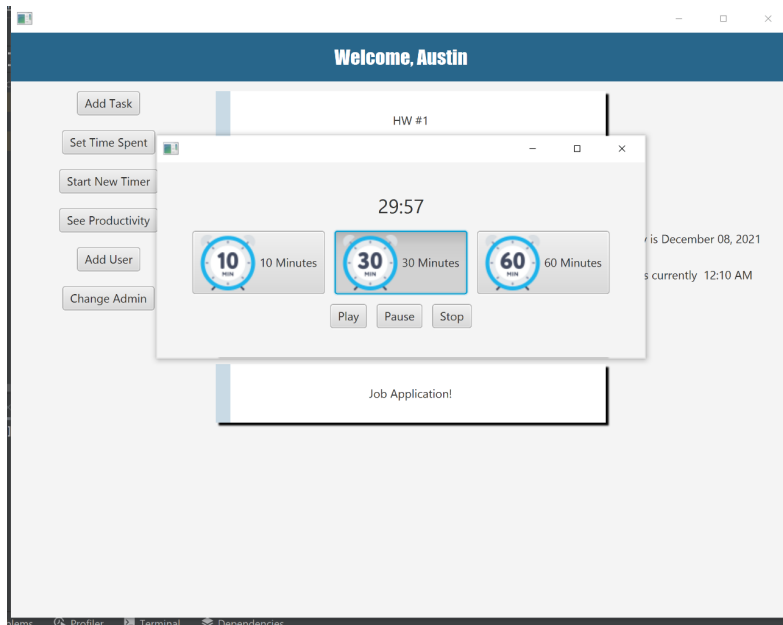 Welcome, Austin
Add Task
HW #1
Set Time Spent
Start New Timer
29:57
See Productivity
is December 08, 2021
10 MIN 10 Minutes
30 MIN 30 Minutes
60 MIN 60 Minutes
Add User
currently 12:10 AM
Change Admin
Play Pause Stop
Job Application!
Profiler Terminal Dependencies